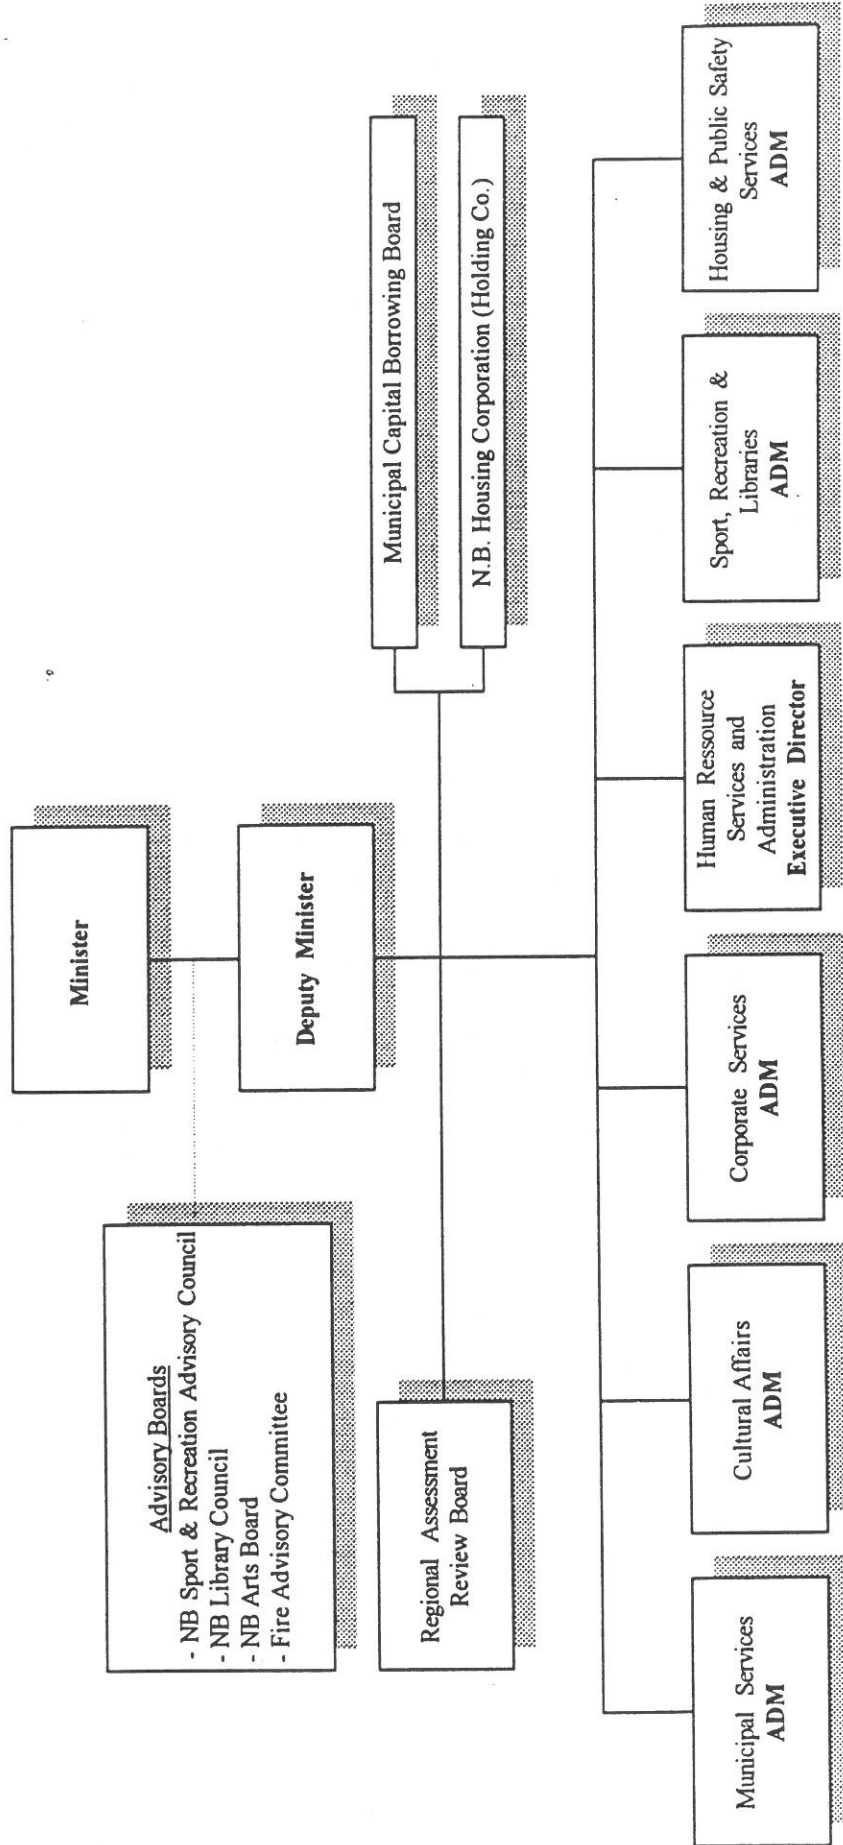 Minister
Deputy Minister
Advisory Boards
- NB Sport & Recreation Advisory Council
- NB Library Council
- NB Arts Board
- Fire Advisory Committee
Regional Assessment
Review Board
Municipal Capital Borrowing Board
N.B. Housing Corporation (Holding Co.)
Municipal Services
ADM
Cultural Affairs
ADM
Corporate Services
ADM
Human Ressource
Services and
Administration
Executive Director
Sport, Recreation &
Libraries
ADM
Housing & Public Safety
Services
ADM